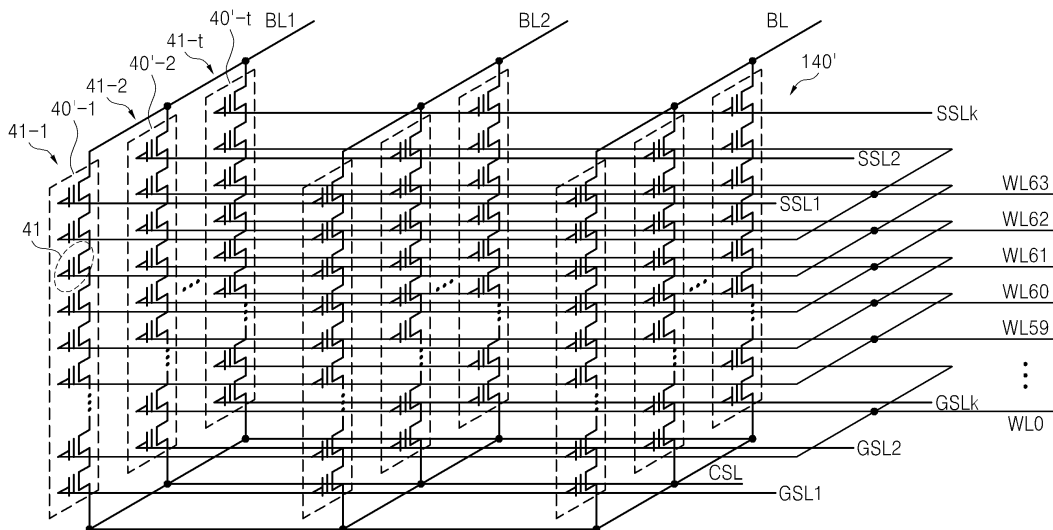 BL1
BL2
BL
40'-t
41-t
40'-2
41-2
40'-1
41-1
140'
41
SSLk
SSL2
SSL1
WL63
WL62
WL61
WL60
WL59
WL0
GSLk
GSL2
CSL
GSL1